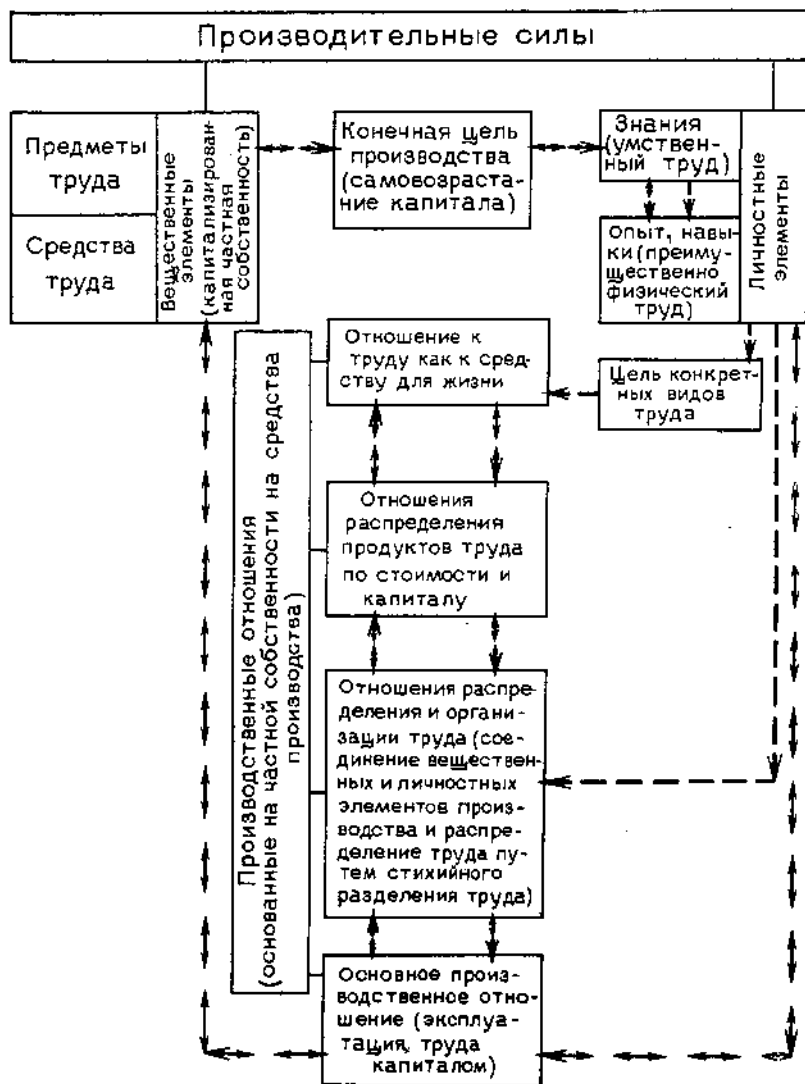 Производительные силы
Предметы
труда
Средства
труда
Вещественные
элементы
(капитализирован-
ная частная
собственность)
Конечная цель
производства
(самовозраста-
ние капитала)
Знания
(умствен-
ный труд)
Опыт, навы-
ки (преиму-
щественно
физический
труд)
Личностные
элементы
Отношение к
труду как к сред-
ству для жизни
Цель конкрет-
ных видов
труда
Производственные отношения
(основанные на частной собственности на средства
производства)
Отношения
распределения
продуктов труда
по стоимости и
капиталу
Отношения распре-
деления и органи-
зации труда (сое-
динение веществен-
ных и личностных
элементов произ-
водства и распре-
деление труда пу-
тем стихийного
разделения труда)
Основное произ-
водственное отно-
шение (эксплуа-
тация, труда
капиталом)